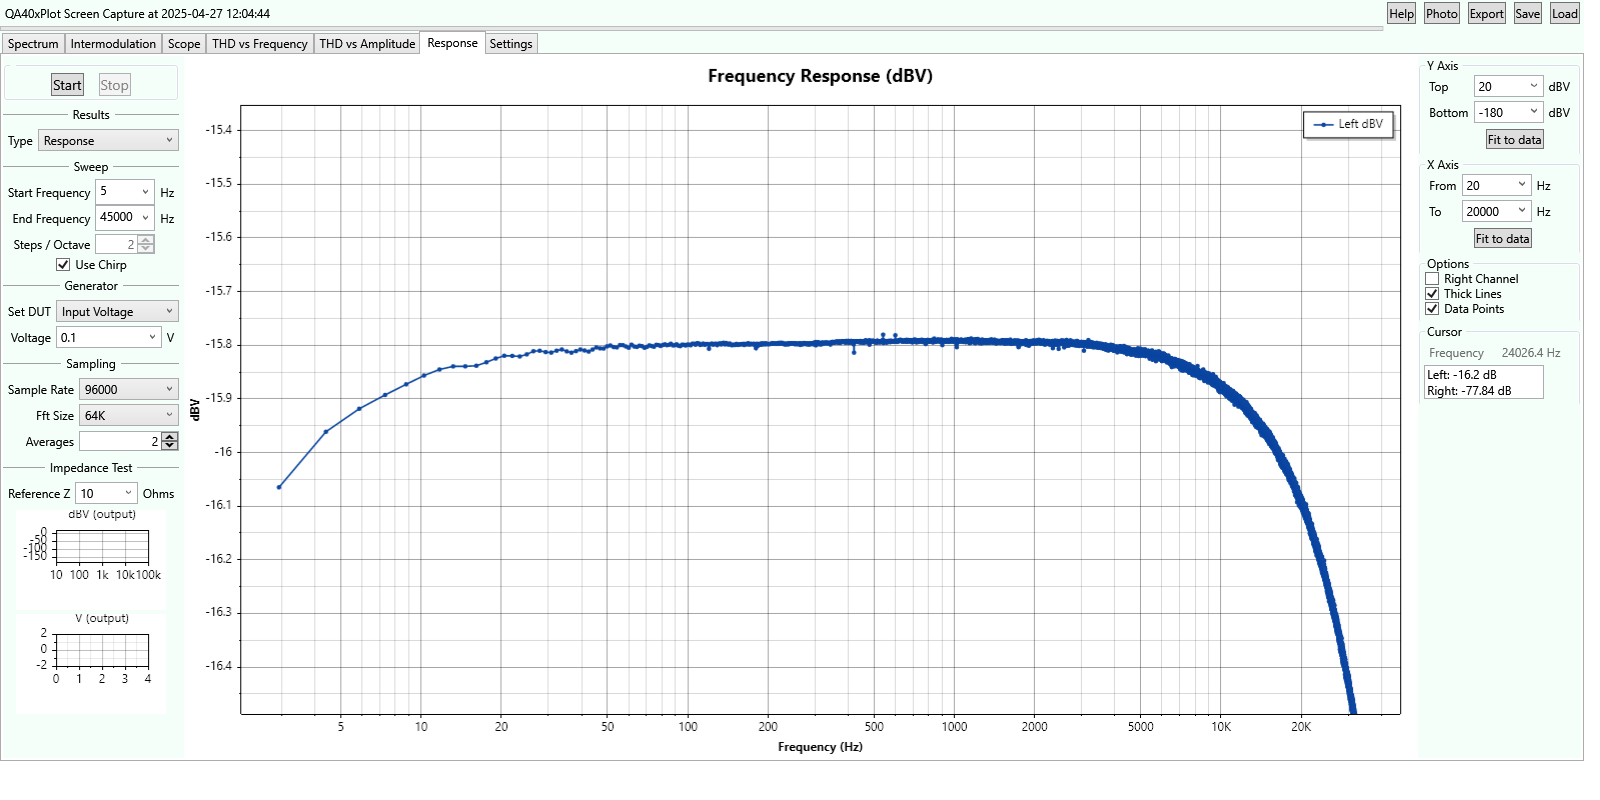 QA40xPlot Screen Capture at 2025-04-27 12:04:44
Help Photo Export Save Load
Spectrum Intermodulation Scope THD vs Frequency THD vs Amplitude Response Settings
Start Stop
Results
Type Response
Sweep
Start Frequency 5 Hz
End Frequency 45000 Hz
Steps / Octave 2
Use Chirp
Generator
Set DUT Input Voltage
Voltage 0.1 V
Sampling
Sample Rate 96000
Fft Size 64K
Averages 2
Impedance Test
Reference Z 10 Ohms
dBV (output)
0
-50
-100
-150
10 100 1k 10k 100k
V (output)
2
0
-2
0 1 2 3 4
Frequency Response (dBV)
Left dBV
-15.4
-15.5
-15.6
-15.7
-15.8
-15.9
-16
-16.1
-16.2
-16.3
-16.4
dBV
5 10 20 50 100 200 500 1000 2000 5000 10K 20K
Frequency (Hz)
Y Axis
Top 20 dBV
Bottom -180 dBV
Fit to data
X Axis
From 20 Hz
To 20000 Hz
Fit to data
Options
Right Channel
Thick Lines
Data Points
Cursor
Frequency 24026.4 Hz
Left: -16.2 dB
Right: -77.84 dB